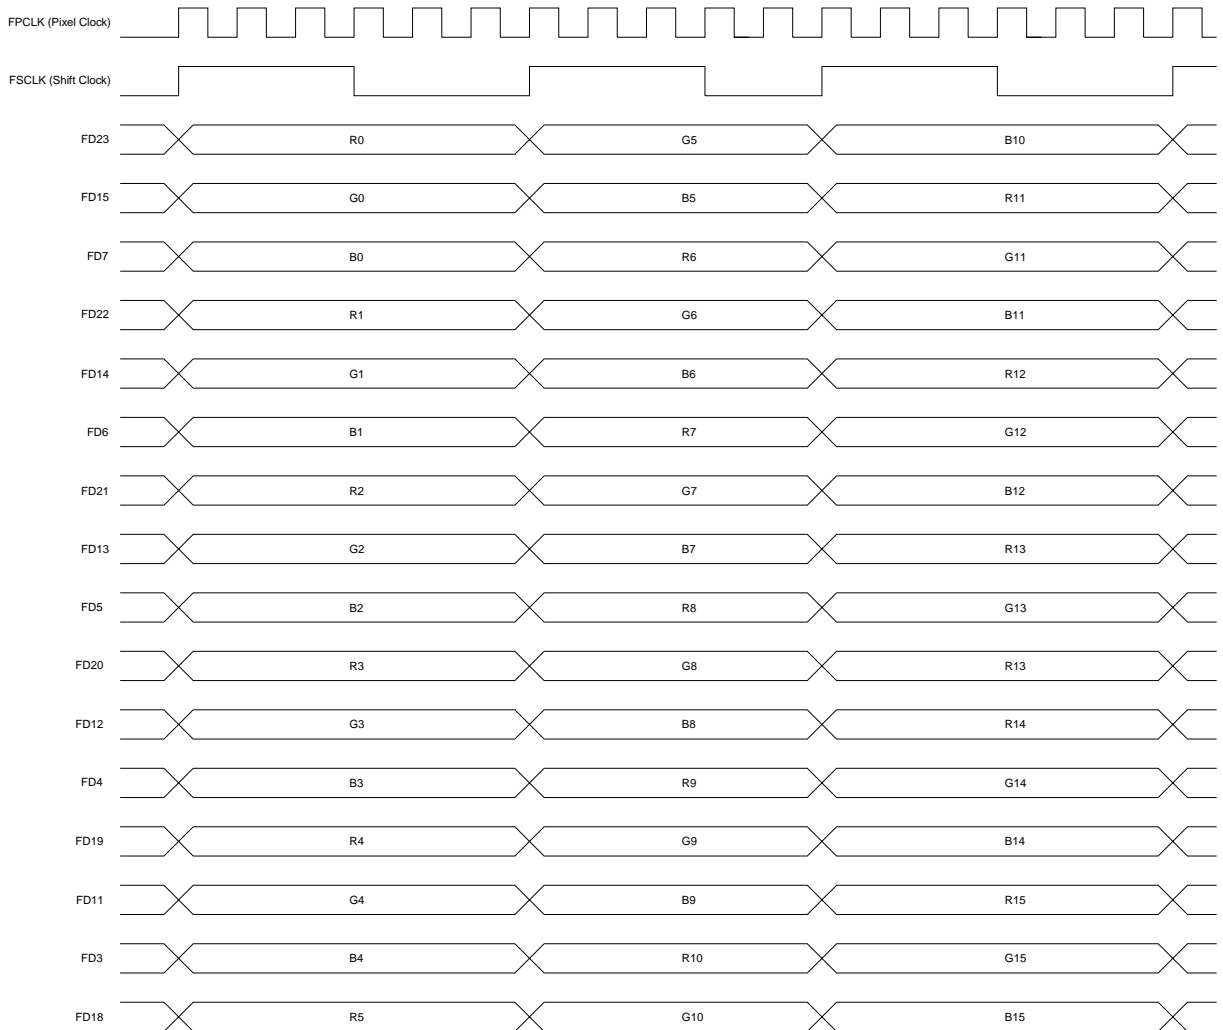 FPCLK (Pixel Clock)
FSCLK (Shift Clock)
FD23 R0 G5 B10
FD15 G0 B5 R11
FD7 B0 R6 G11
FD22 R1 G6 B11
FD14 G1 B6 R12
FD6 B1 R7 G12
FD21 R2 G7 B12
FD13 G2 B7 R13
FD5 B2 R8 G13
FD20 R3 G8 R13
FD12 G3 B8 R14
FD4 B3 R9 G14
FD19 R4 G9 B14
FD11 G4 B9 R15
FD3 B4 R10 G15
FD18 R5 G10 B15